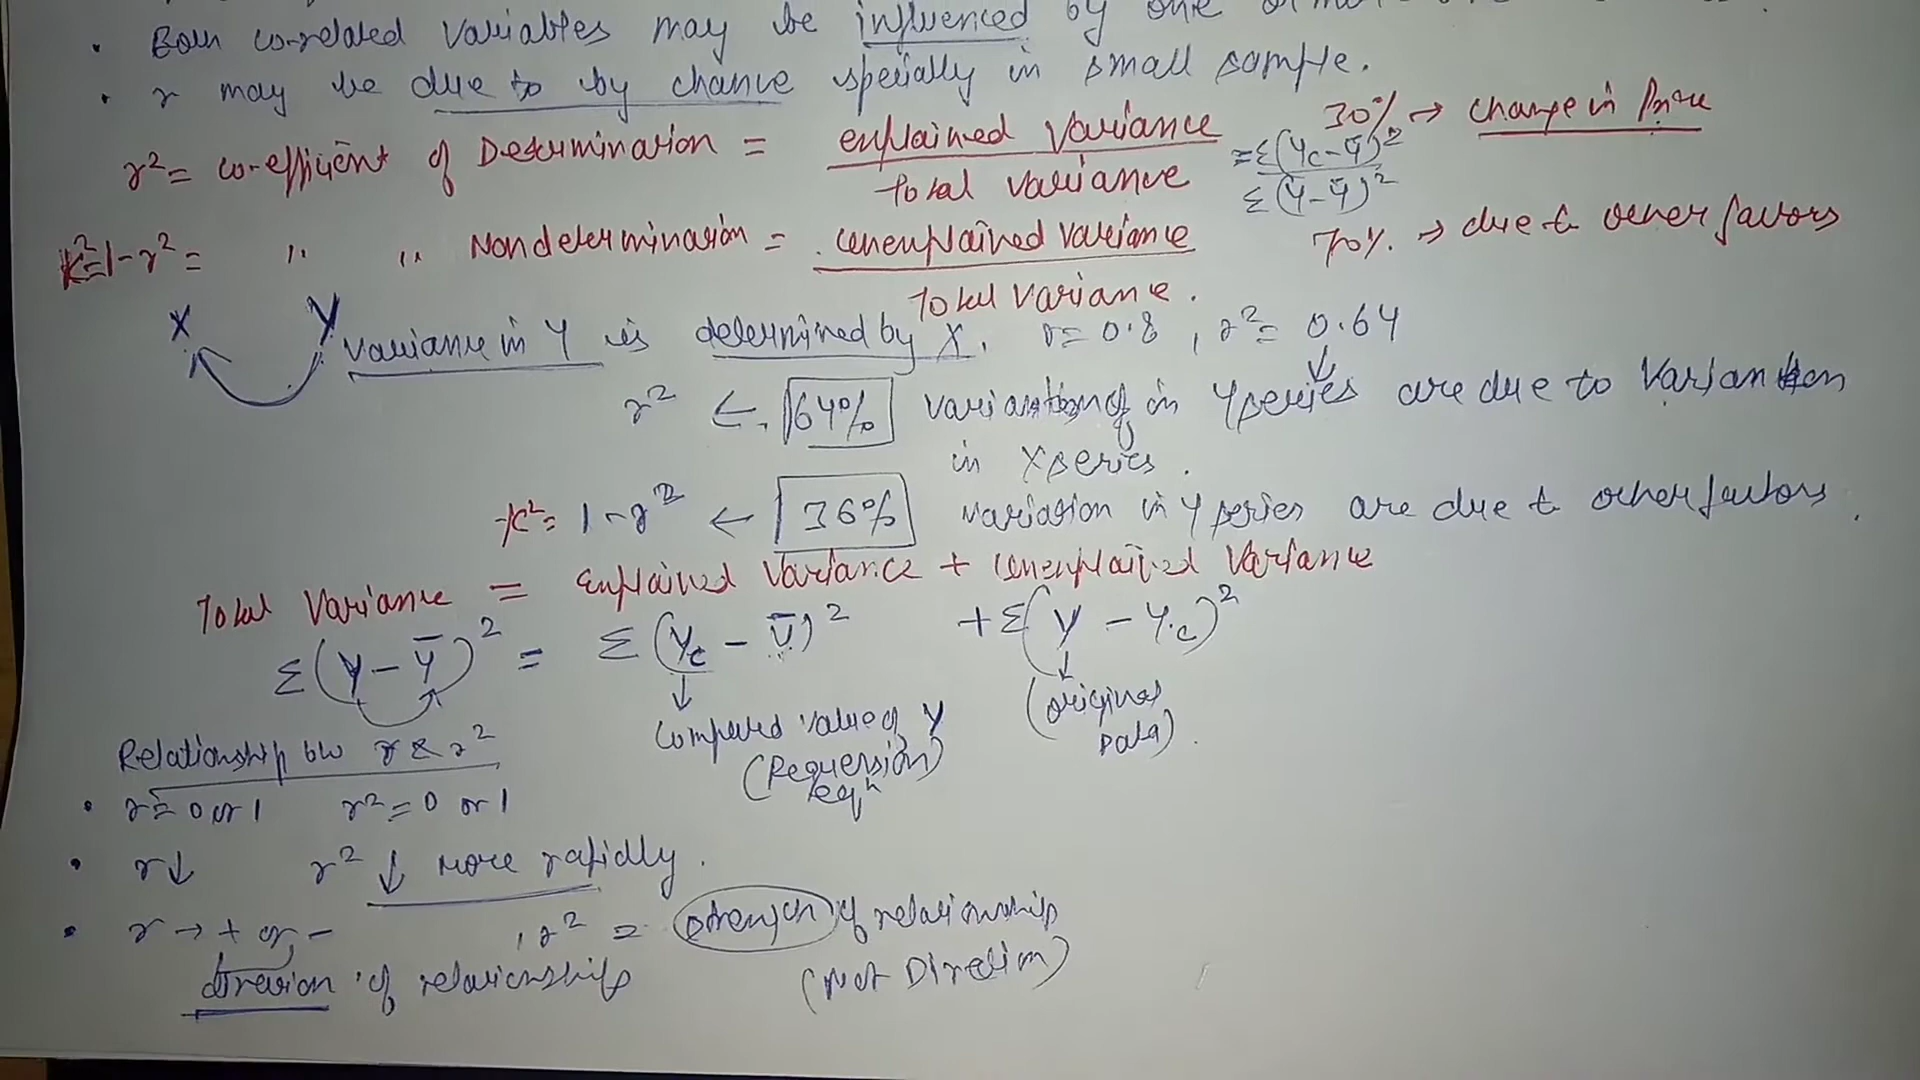 • Both co-related variables may be influenced by one or
• r may be due to by chance specially in small sample.
r² = co-efficient of Determination = explained Variance / Total Variance = Σ(Yc-Ȳ)² / Σ(Y-Ȳ)² 30% → change in Price
K²=1-r² = " " Nondetermination = unexplained Variance / Total Variance. 70% → due to other factors
X Y Variance in Y is determined by X. r= 0.8 , r² = 0.64
r² ← 64% variation in Y series are due to Variation
in X series.
K² = 1-r² ← 36% variation in Y series are due to other factors.
Total Variance = Explained Variance + Unexplained Variance
Σ(Y-Ȳ)² = Σ(Yc - Ȳ)² + Σ(Y - Yc)²
Computed value of Y (original
(Regression) Data).
eqⁿ
Relationship b/w r & r²
• r = 0 or 1 r² = 0 or 1
• r↓ r² ↓ More rapidly.
• r → + or - , r² = strength of relationship
direction of relationships (Not Direction)